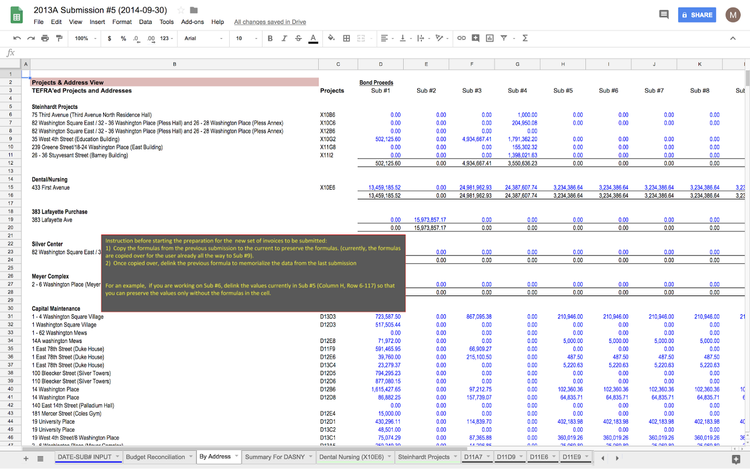 2013A Submission #5 (2014-09-30)
File Edit View Insert Format Data Tools Add-ons Help All changes saved in Drive
SHARE
M
100% $ % .0_ .00_ 123 Arial 10 B I S A
fx
A B C D E F G H I J K
1
2 Projects & Address View Bond Proeeds
3 TEFRA'ed Projects and Addresses Projects Sub #1 Sub #2 Sub #3 Sub #4 Sub #5 Sub #6 Sub #7 Sub #8
4
5 Steinhardt Projects
6 75 Third Avenue (Third Avenue North Residence Hall) X10B6 0.00 0.00 0.00 1,000.00 0.00 0.00 0.00 0.00
7 82 Washington Square East / 32 - 36 Washington Place (Pless Hall) and 26 - 28 Washington Place (Pless Annex) X10C6 0.00 0.00 0.00 204,950.08 0.00 0.00 0.00 0.00
8 82 Washington Square East / 32 - 36 Washington Place (Pless Hall) and 26 - 28 Washington Place (Pless Annex) X12B6 0.00 0.00 0.00 0.00 0.00 0.00 0.00
9 35 West 4th Street (Education Building) X10G2 502,125.60 0.00 4,934,667.41 1,791,362.20 0.00 0.00 0.00 0.00
10 239 Greene Street/18-24 Washington Place (East Building) X11G8 0.00 0.00 0.00 155,302.32 0.00 0.00 0.00 0.00
11 26 - 36 Stuyvesant Street (Barney Building) X11I2 0.00 0.00 0.00 1,398,021.63 0.00 0.00 0.00 0.00
12 502,125.60 0.00 4,934,667.41 3,550,636.23 0.00 0.00 0.00 0.00
13
14 Dental/Nursing
15 433 First Avenue X10E8 13,459,185.52 0.00 24,981,982.93 24,387,607.74 3,234,386.64 3,234,386.64 3,234,386.64 3,234,386.64
16 13,459,185.52 0.00 24,981,982.93 24,387,607.74 3,234,386.64 3,234,386.64 3,234,386.64 3,234,386.64
17
18 383 Lafayette Purchase
19 383 Lafayette Ave 0.00 15,973,857.17 0.00 0.00 0.00 0.00 0.00 0.00
20 0.00 15,973,857.17 0.00 0.00 0.00 0.00 0.00 0.00
21
Instruction before starting the preparation for the new set of invoices to be submitted:
22 Silver Center
1) Copy the formulas from the previous submission to the current to preserve the formulas. (currently, the formulas
23 82 Washington Square East / 3
are copied for the user already all the way to Sub #9).
2) Once copied over, delink the previous formula to memorialize the data from the last submission
26 Meyer Complex
27 2 - 6 Washington Place (Meyer
For an example, if you are working on Sub #6, delink the values currently in Sub #5 (Column H, Row 6-117) so that
you can preserve the values only without the formulas in the cell.
30 Capital Maintenance
31 1 - 4 Washington Square Village D13D3 723,587.50 0.00 867,095.38 0.00 210,946.00 210,946.00 210,946.00 210,946.00
32 1 Washington Square Village D12D3 517,505.44 0.00 0.00 0.00 0.00 0.00 0.00 0.00
33 1 - 62 Washington Mews 0.00 0.00 0.00 0.00 0.00 0.00 0.00 0.00
34 14A washington Mews D12E8 71,972.00 0.00 0.00 0.00 5,000.00 5,000.00 5,000.00 5,000.00
35 1 East 78th Street (Duke House) D11F9 591,465.95 0.00 66,909.27 0.00 0.00 0.00 0.00 0.00
36 1 East 78th Street (Duke House) D12E6 39,760.00 0.00 215,100.50 0.00 487.50 487.50 487.50 487.50
37 1 East 78th Street (Duke House) D13C4 23,279.37 0.00 0.00 0.00 5,220.63 5,220.63 5,220.63 5,220.63
38 100 Bleecker Street (Silver Towers) D12D5 794,295.23 0.00 0.00 0.00 0.00 0.00 0.00 0.00
39 110 Bleecker Street (Silver Towers) D12D6 877,080.15 0.00 0.00 0.00 0.00 0.00 0.00 0.00
40 14 Washington Place D12B6 1,615,427.65 0.00 97,212.75 0.00 102,360.36 102,360.36 102,360.36 102,360.36
41 14 Washington Place D12D8 86,882.25 0.00 157,739.07 0.00 64,835.71 64,835.71 64,835.71 64,835.71
42 140 East 14th Street (Palladium Hall) 0.00 0.00 0.00 0.00 0.00 0.00 0.00 0.00
43 181 Mercer Street (Coles Gym) D12E4 15,000.00 0.00 0.00 0.00 0.00 0.00 0.00 0.00
44 19 University Place D12D1 430,296.11 0.00 114,839.70 0.00 402,183.98 402,183.98 402,183.98 402,183.98
45 19 University Place D13C2 48,501.00 0.00 0.00 0.00 0.00 0.00 0.00 0.00
46 19 West 4th Street/8 Washington Place D13C1 75,074.29 0.00 87,365.88 0.00 360,019.26 360,019.26 360,019.26 360,019.26
DATE-SUB# INPUT Budget Reconciliation By Address Summary For DASNY Dental Nursing (X10E8) Steinhardt Projects D11A7 D11D9 D11E6 D11E9